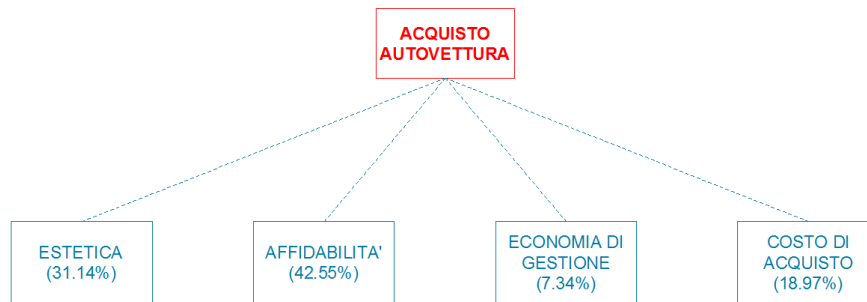 ACQUISTO
AUTOVETTURA
ESTETICA
(31.14%)
AFFIDABILITA'
(42.55%)
ECONOMIA DI
GESTIONE
(7.34%)
COSTO DI
ACQUISTO
(18.97%)